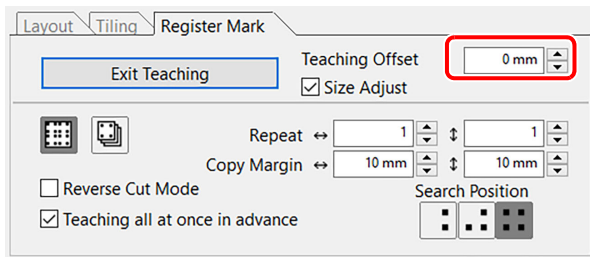 Layout Tiling Register Mark
Exit Teaching
Teaching Offset 0 mm
Size Adjust
Repeat ↔ 1 ↕ 1
Copy Margin ↔ 10 mm ↕ 10 mm
Reverse Cut Mode
Search Position
Teaching all at once in advance